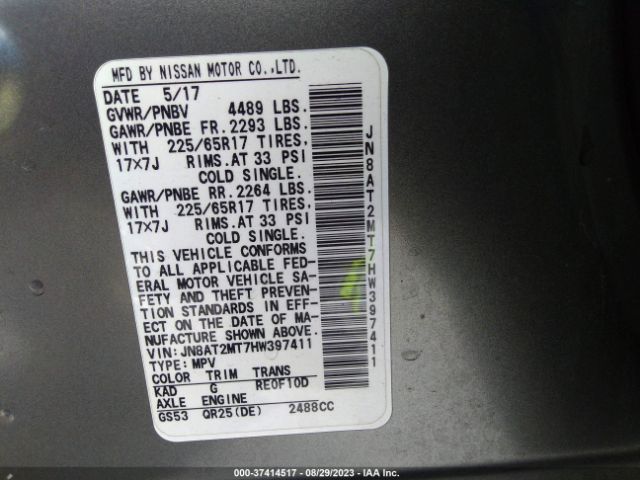 MFD BY NISSAN MOTOR CO.,LTD.
DATE 5/17
GVWR/PNBV 4489 LBS.
GAWR/PNBE FR. 2293 LBS.
WITH 225/65R17 TIRES,
17X7J RIMS.AT 33 PSI
COLD SINGLE.
GAWR/PNBE RR. 2264 LBS.
WITH 225/65R17 TIRES,
17X7J RIMS.AT 33 PSI
COLD SINGLE.
THIS VEHICLE CONFORMS
TO ALL APPLICABLE FED-
ERAL MOTOR VEHICLE SA-
FETY AND THEFT PREVEN-
TION STANDARDS IN EFF-
ECT ON THE DATE OF MA-
NUFACTURE SHOWN ABOVE.
VIN: JN8AT2MT7HW397411
TYPE: MPV
COLOR TRIM TRANS
KAD G RE0F10D
AXLE ENGINE
GS53 QR25(DE) 2488CC
JN8AT2MT7HW397411
000-37414517 - 08/29/2023 - IAA Inc.